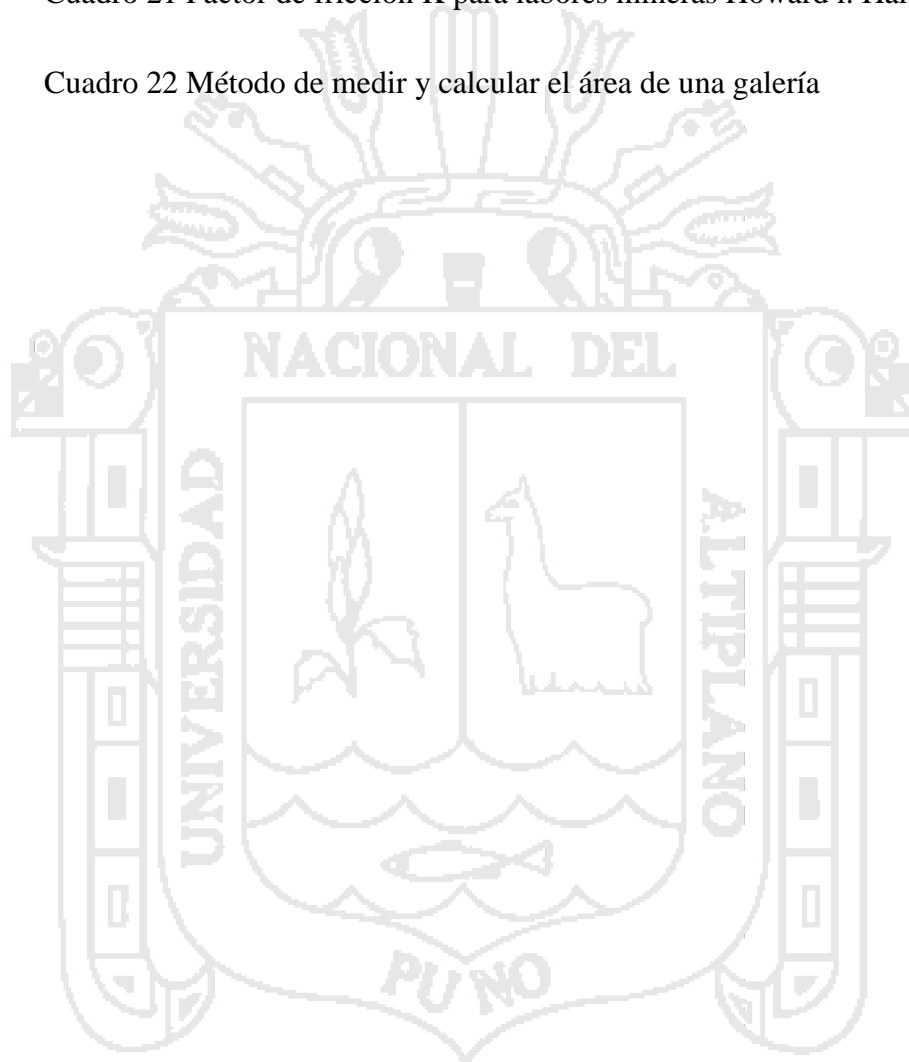 Cuadro 21 Factor de fricción K para labores mineras Howard l. Har
Cuadro 22 Método de medir y calcular el área de una galería
NACIONAL DEL
UNIVERSIDAD
ALTIPLANO
PUNO